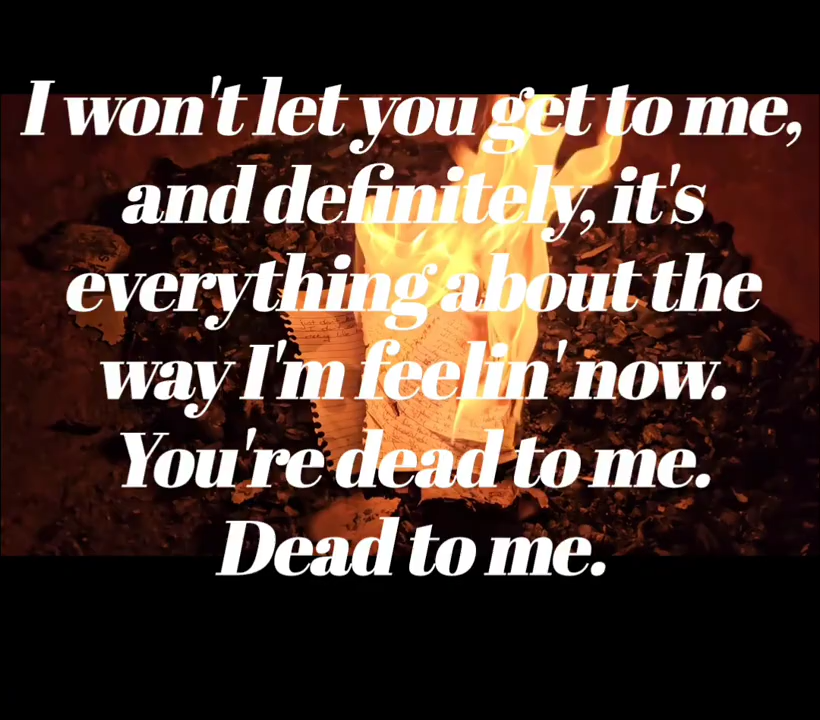 I won't let you get to me,
and definitely, it's
everything about the
way I'm feelin' now.
You're dead to me.
Dead to me.